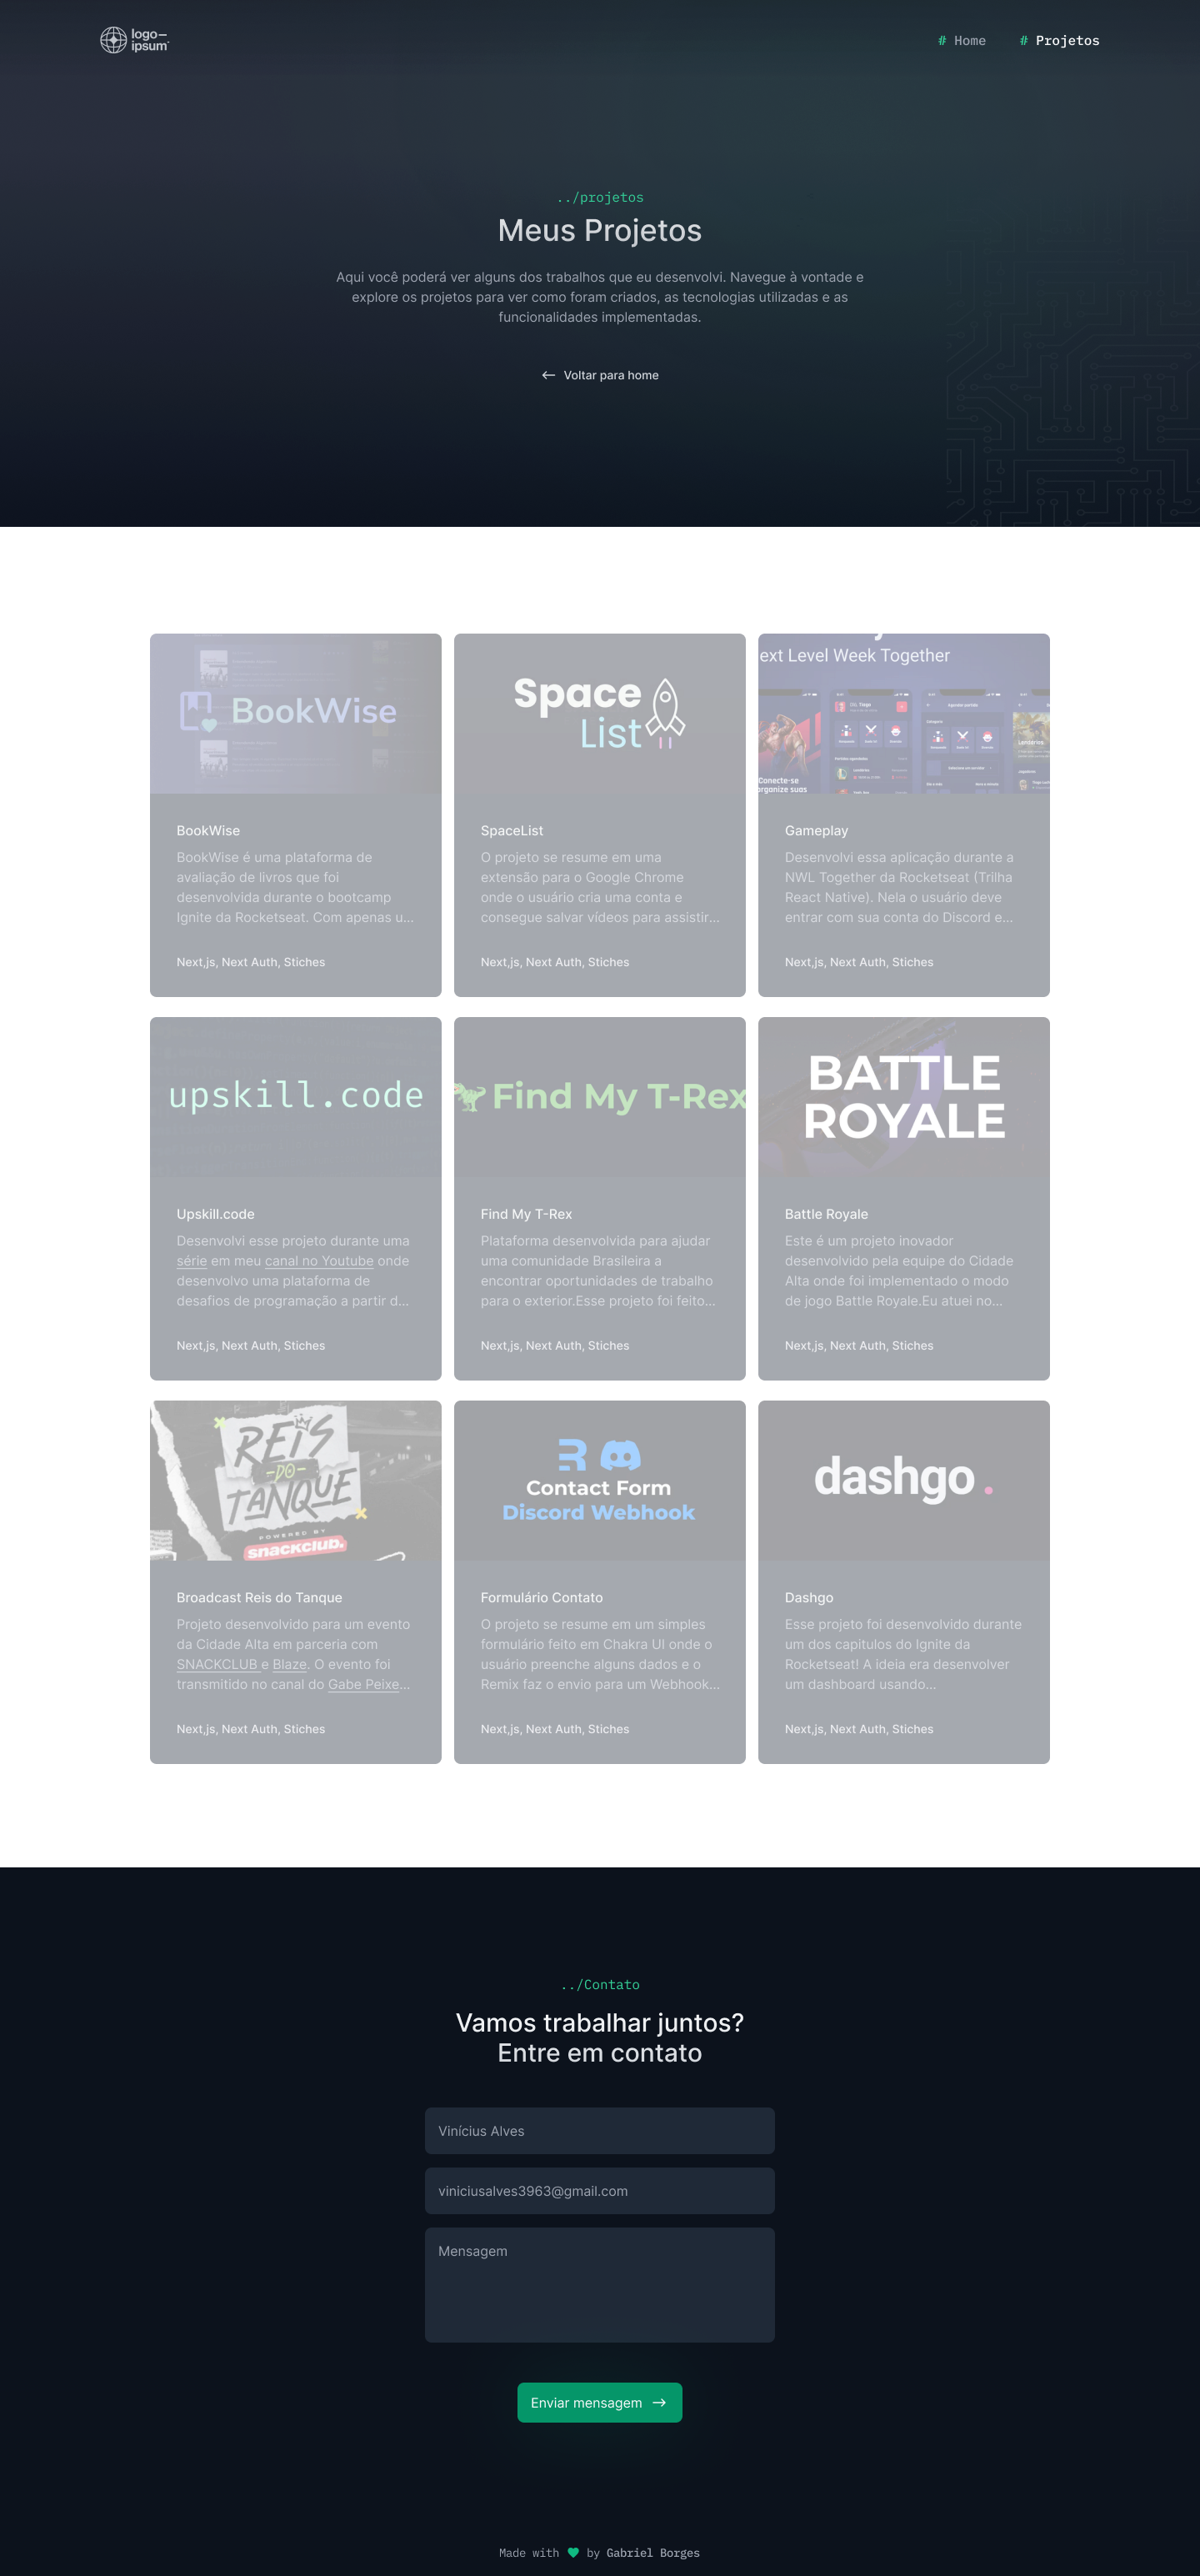 logo—
ipsum
# Home
# Projetos
../projetos
Meus Projetos
Aqui você poderá ver alguns dos trabalhos que eu desenvolvi. Navegue à vontade e
explore os projetos para ver como foram criados, as tecnologias utilizadas e as
funcionalidades implementadas.
← Voltar para home
BookWise
BookWise
BookWise é uma plataforma de
avaliação de livros que foi
desenvolvida durante o bootcamp
Ignite da Rocketseat. Com apenas u...
Next,js, Next Auth, Stiches
Space
List
SpaceList
O projeto se resume em uma
extensão para o Google Chrome
onde o usuário cria uma conta e
consegue salvar vídeos para assistir...
Next,js, Next Auth, Stiches
ext Level Week Together
Conecte-se
organize suas
Gameplay
Desenvolvi essa aplicação durante a
NWL Together da Rocketseat (Trilha
React Native). Nela o usuário deve
entrar com sua conta do Discord e...
Next,js, Next Auth, Stiches
upskill.code
Upskill.code
Desenvolvi esse projeto durante uma
série em meu canal no Youtube onde
desenvolvo uma plataforma de
desafios de programação a partir d...
Next,js, Next Auth, Stiches
Find My T-Rex
Find My T-Rex
Plataforma desenvolvida para ajudar
uma comunidade Brasileira a
encontrar oportunidades de trabalho
para o exterior.Esse projeto foi feito...
Next,js, Next Auth, Stiches
BATTLE
ROYALE
Battle Royale
Este é um projeto inovador
desenvolvido pela equipe do Cidade
Alta onde foi implementado o modo
de jogo Battle Royale.Eu atuei no...
Next,js, Next Auth, Stiches
REIS
-DO-
TANQUE
POWERED BY
snackclub.
Broadcast Reis do Tanque
Projeto desenvolvido para um evento
da Cidade Alta em parceria com
SNACKCLUB e Blaze. O evento foi
transmitido no canal do Gabe Peixe...
Next,js, Next Auth, Stiches
Contact Form
Discord Webhook
Formulário Contato
O projeto se resume em um simples
formulário feito em Chakra UI onde o
usuário preenche alguns dados e o
Remix faz o envio para um Webhook...
Next,js, Next Auth, Stiches
dashgo.
Dashgo
Esse projeto foi desenvolvido durante
um dos capitulos do Ignite da
Rocketseat! A ideia era desenvolver
um dashboard usando...
Next,js, Next Auth, Stiches
../Contato
Vamos trabalhar juntos?
Entre em contato
Vinícius Alves
viniciusalves3963@gmail.com
Mensagem
Enviar mensagem →
Made with ♥ by Gabriel Borges